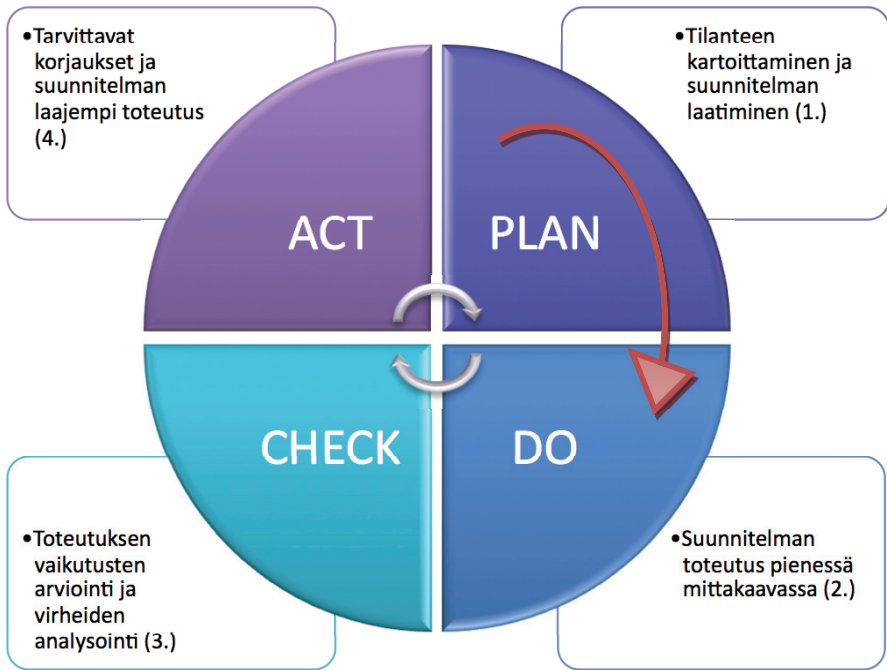 •Tarvittavat
korjaukset ja
suunnitelman
laajempi toteutus
(4.)
•Tilanteen
kartoittaminen ja
suunnitelman
laatiminen (1.)
ACT
PLAN
CHECK
DO
•Toteutuksen
vaikutusten
arviointi ja
virheiden
analysointi (3.)
•Suunnitelman
toteutus pienessä
mittakaavassa (2.)